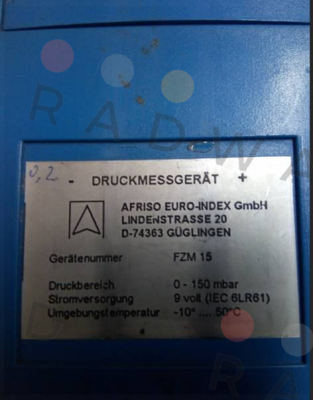 RADWA
0,2
- DRUCKMESSGERÄT +
AFRISO EURO-INDEX GmbH
LINDENSTRASSE 20
D-74363 GÜGLINGEN
Gerätenummer FZM 15
Druckbereich 0 - 150 mbar
Stromversorgung 9 volt (IEC 6LR61)
Umgebungstemperatur -10° ..... 50°C